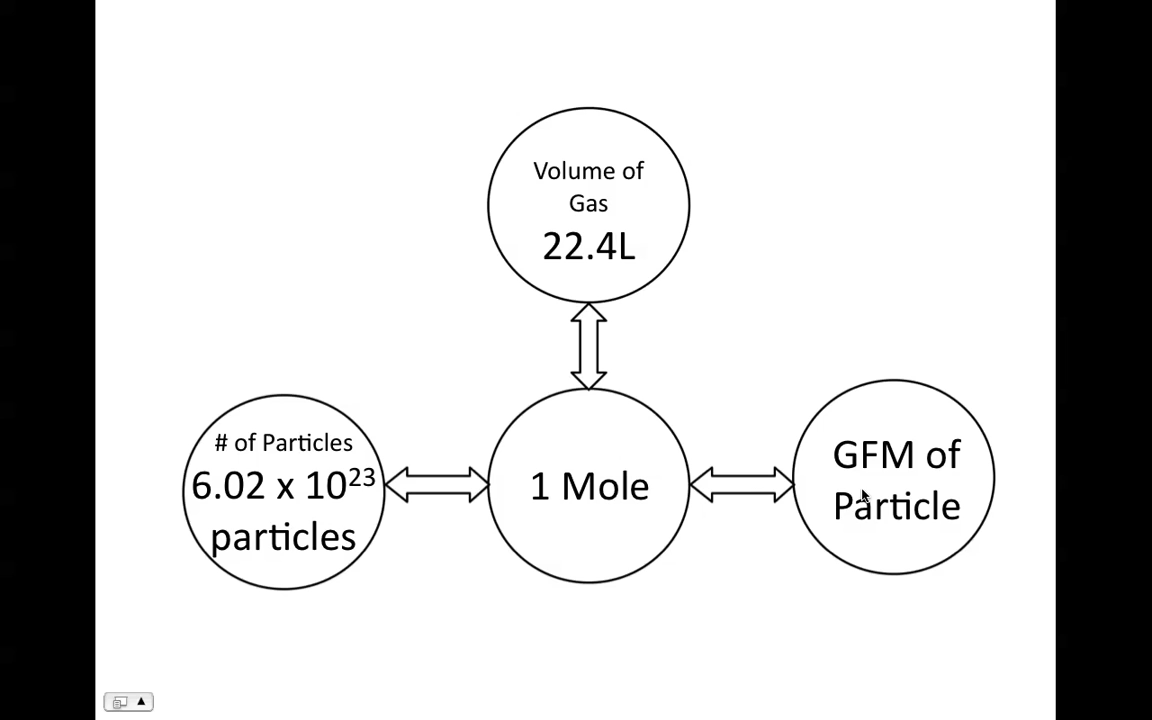 Volume of
Gas
22.4L
# of Particles
6.02 x 10²³
particles
1 Mole
GFM of
Particle